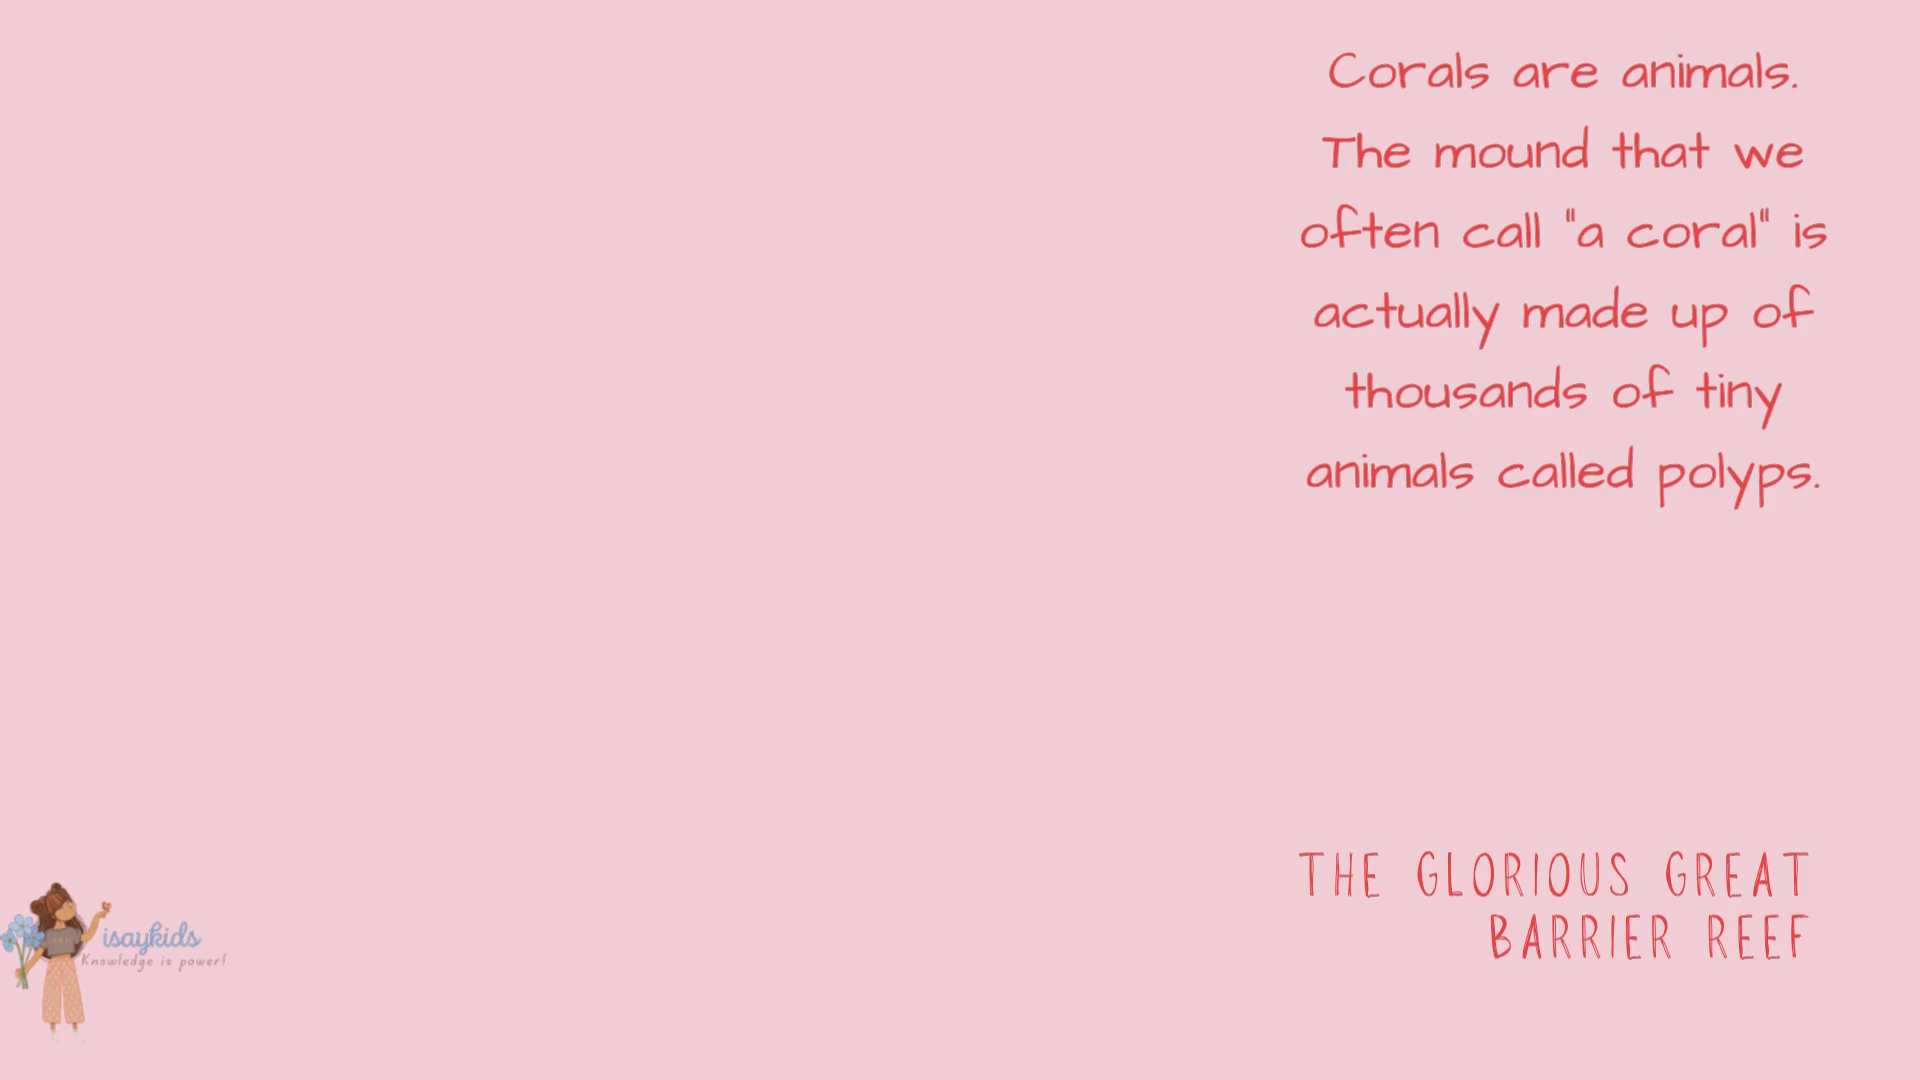 Corals are animals.
The mound that we
often call "a coral" is
actually made up of
thousands of tiny
animals called polyps.
THE GLORIOUS GREAT
BARRIER REEF
isaykids
Knowledge is power!